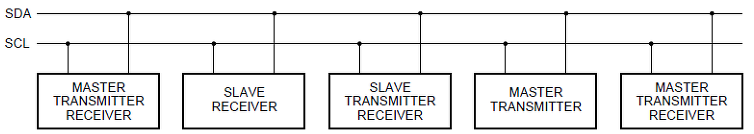 SDA
SCL
MASTER
TRANSMITTER
RECEIVER
SLAVE
RECEIVER
SLAVE
TRANSMITTER
RECEIVER
MASTER
TRANSMITTER
MASTER
TRANSMITTER
RECEIVER